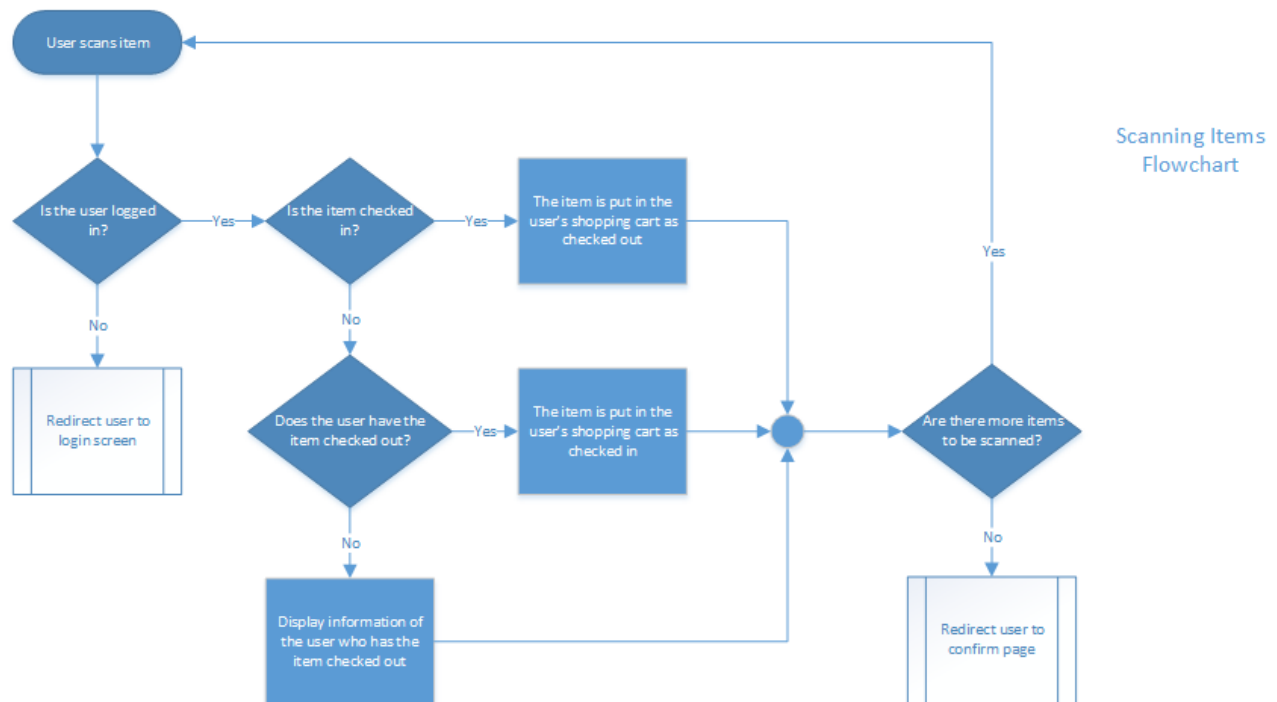 User scans item
Scanning Items
Flowchart
Is the user logged
in?
Yes
Is the item checked
in?
Yes
The item is put in the
user's shopping cart as
checked out
Yes
No
No
Redirect user to
login screen
Does the user have the
item checked out?
Yes
The item is put in the
user's shopping cart as
checked in
Are there more items
to be scanned?
No
No
Display information of
the user who has the
item checked out
Redirect user to
confirm page